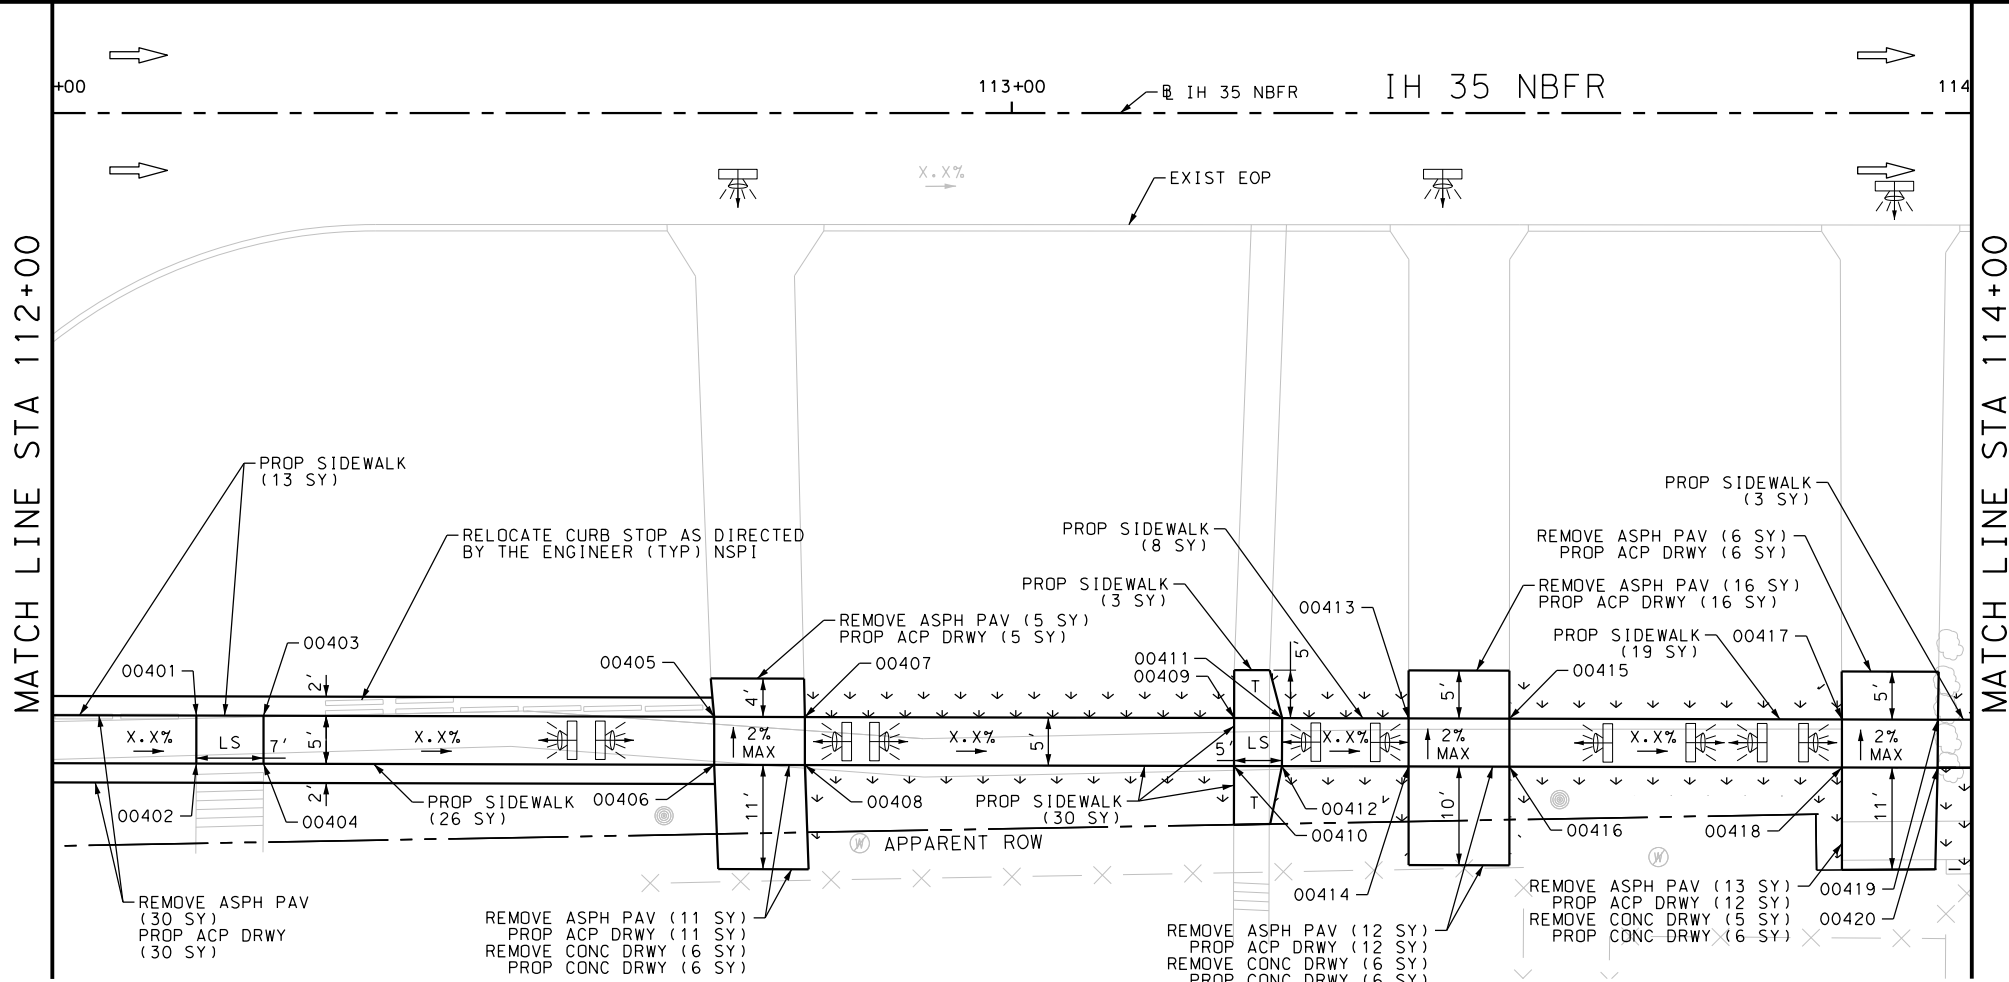 +00
113+00
114
IH 35 NBFR
IH 35 NBFR
X.X%
EXIST EOP
MATCH LINE STA 112+00
MATCH LINE STA 114+00
PROP SIDEWALK
(13 SY)
RELOCATE CURB STOP AS DIRECTED
BY THE ENGINEER (TYP) NSPI
PROP SIDEWALK
(8 SY)
PROP SIDEWALK
(3 SY)
PROP SIDEWALK
(3 SY)
REMOVE ASPH PAV (6 SY)
PROP ACP DRWY (6 SY)
REMOVE ASPH PAV (16 SY)
PROP ACP DRWY (16 SY)
REMOVE ASPH PAV (5 SY)
PROP ACP DRWY (5 SY)
PROP SIDEWALK
(19 SY)
00401
00403
00405
00407
00411
00409
00413
00415
00417
2'
4'
5'
5'
5'
T
X.X%
LS
7'
5'
X.X%
2%
MAX
X.X%
5'
5'
LS
X.X%
2%
MAX
X.X%
2%
MAX
2'
11'
T
10'
11'
00402
00404
PROP SIDEWALK
(26 SY)
00406
00408
PROP SIDEWALK
(30 SY)
00412
00410
00416
00418
W
APPARENT ROW
W
00414
00419
00420
REMOVE ASPH PAV
(30 SY)
PROP ACP DRWY
(30 SY)
REMOVE ASPH PAV (11 SY)
PROP ACP DRWY (11 SY)
REMOVE CONC DRWY (6 SY)
PROP CONC DRWY (6 SY)
REMOVE ASPH PAV (12 SY)
PROP ACP DRWY (12 SY)
REMOVE CONC DRWY (6 SY)
PROP CONC DRWY (6 SY)
REMOVE ASPH PAV (13 SY)
PROP ACP DRWY (12 SY)
REMOVE CONC DRWY (5 SY)
PROP CONC DRWY (6 SY)